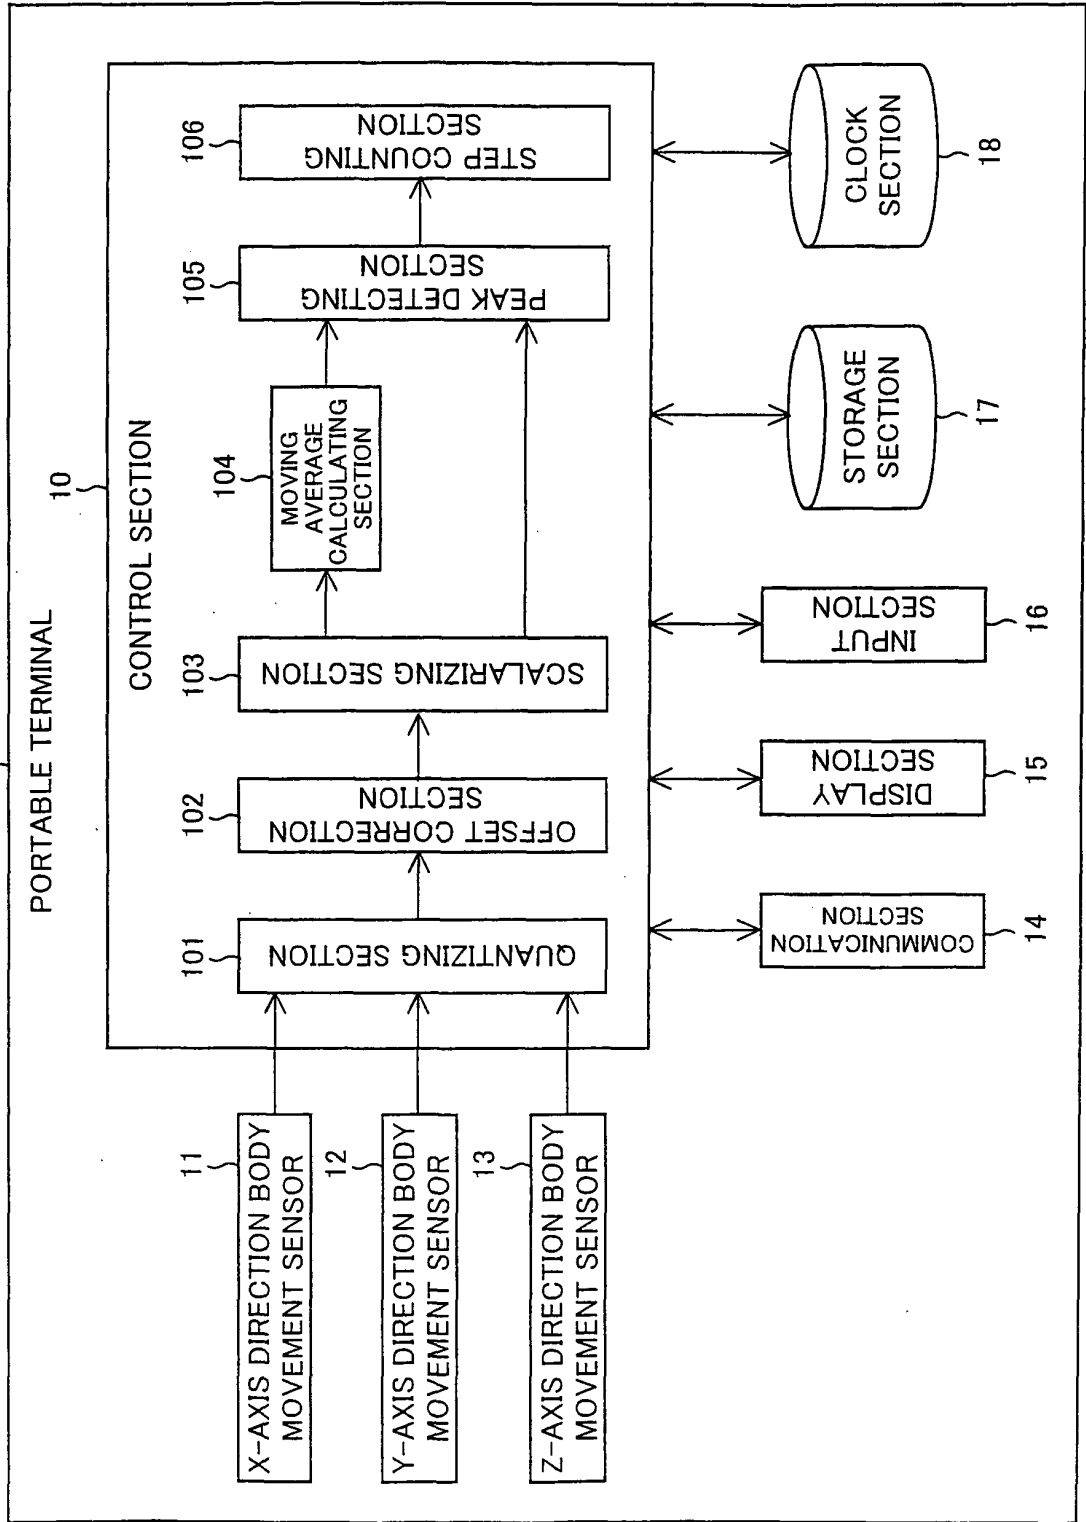 PORTABLE TERMINAL
10
CONTROL SECTION
11
X-AXIS DIRECTION BODY
MOVEMENT SENSOR
12
Y-AXIS DIRECTION BODY
MOVEMENT SENSOR
13
Z-AXIS DIRECTION BODY
MOVEMENT SENSOR
101
QUANTIZING SECTION
102
OFFSET CORRECTION
SECTION
103
SCALARIZING SECTION
104
MOVING
AVERAGE
CALCULATING
SECTION
105
PEAK DETECTING
SECTION
106
STEP COUNTING
SECTION
COMMUNICATION
SECTION
14
DISPLAY
SECTION
15
INPUT
SECTION
16
STORAGE
SECTION
17
CLOCK
SECTION
18